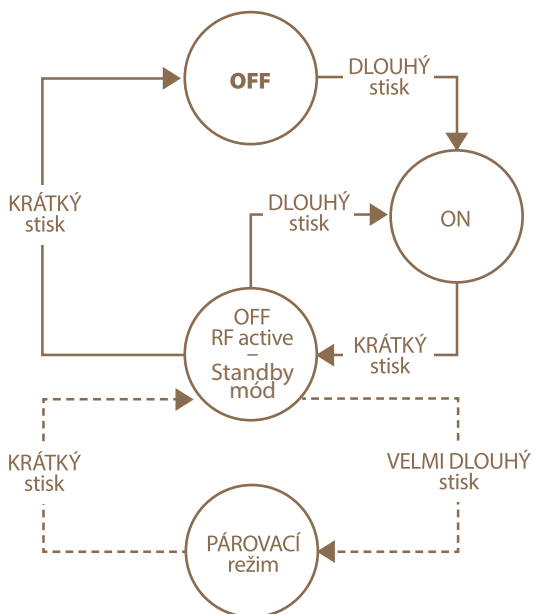 OFF
DLOUHÝ
stisk
KRÁTKÝ
stisk
DLOUHÝ
stisk
ON
OFF
RF active
–
Standby
mód
KRÁTKÝ
stisk
KRÁTKÝ
stisk
VELMI DLOUHÝ
stisk
PÁROVACÍ
režim